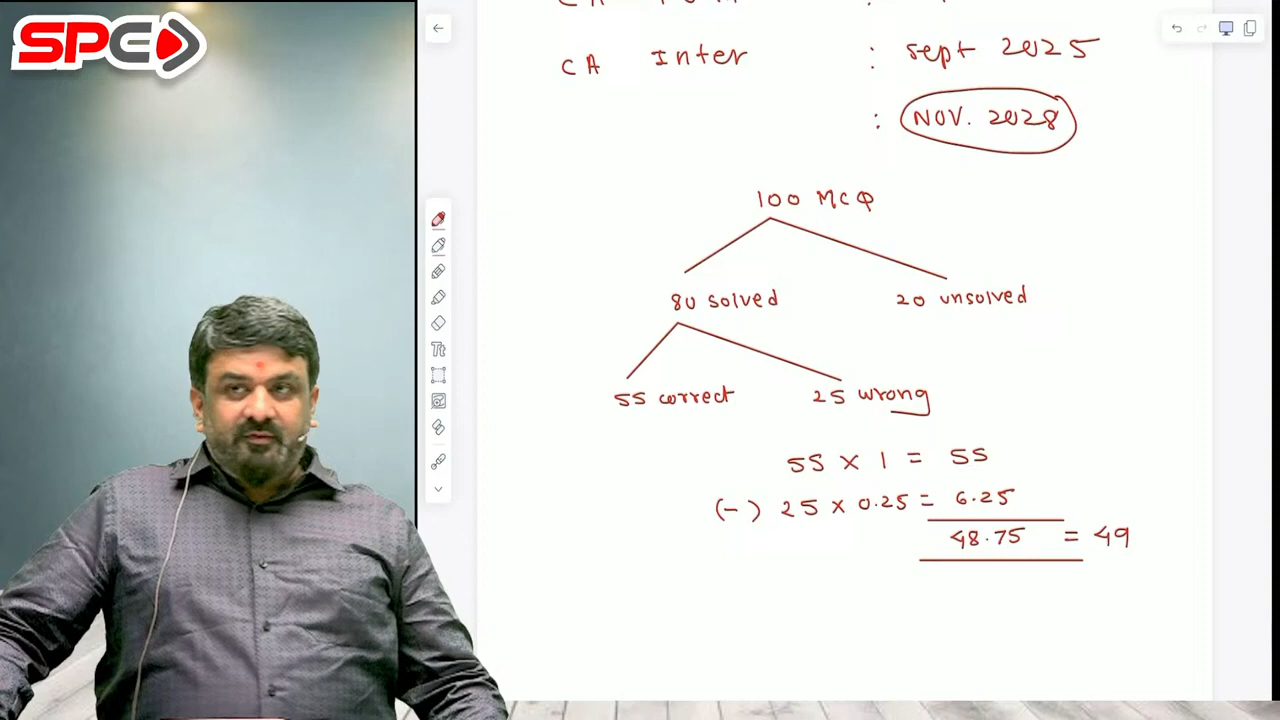 SPE
CA Inter : Sept 2025
: NOV. 2028
100 MCQ
80 solved 20 unsolved
55 correct 25 wrong
55 × 1 = 55
(-) 25 × 0.25 = 6.25
48.75 = 49
Tt